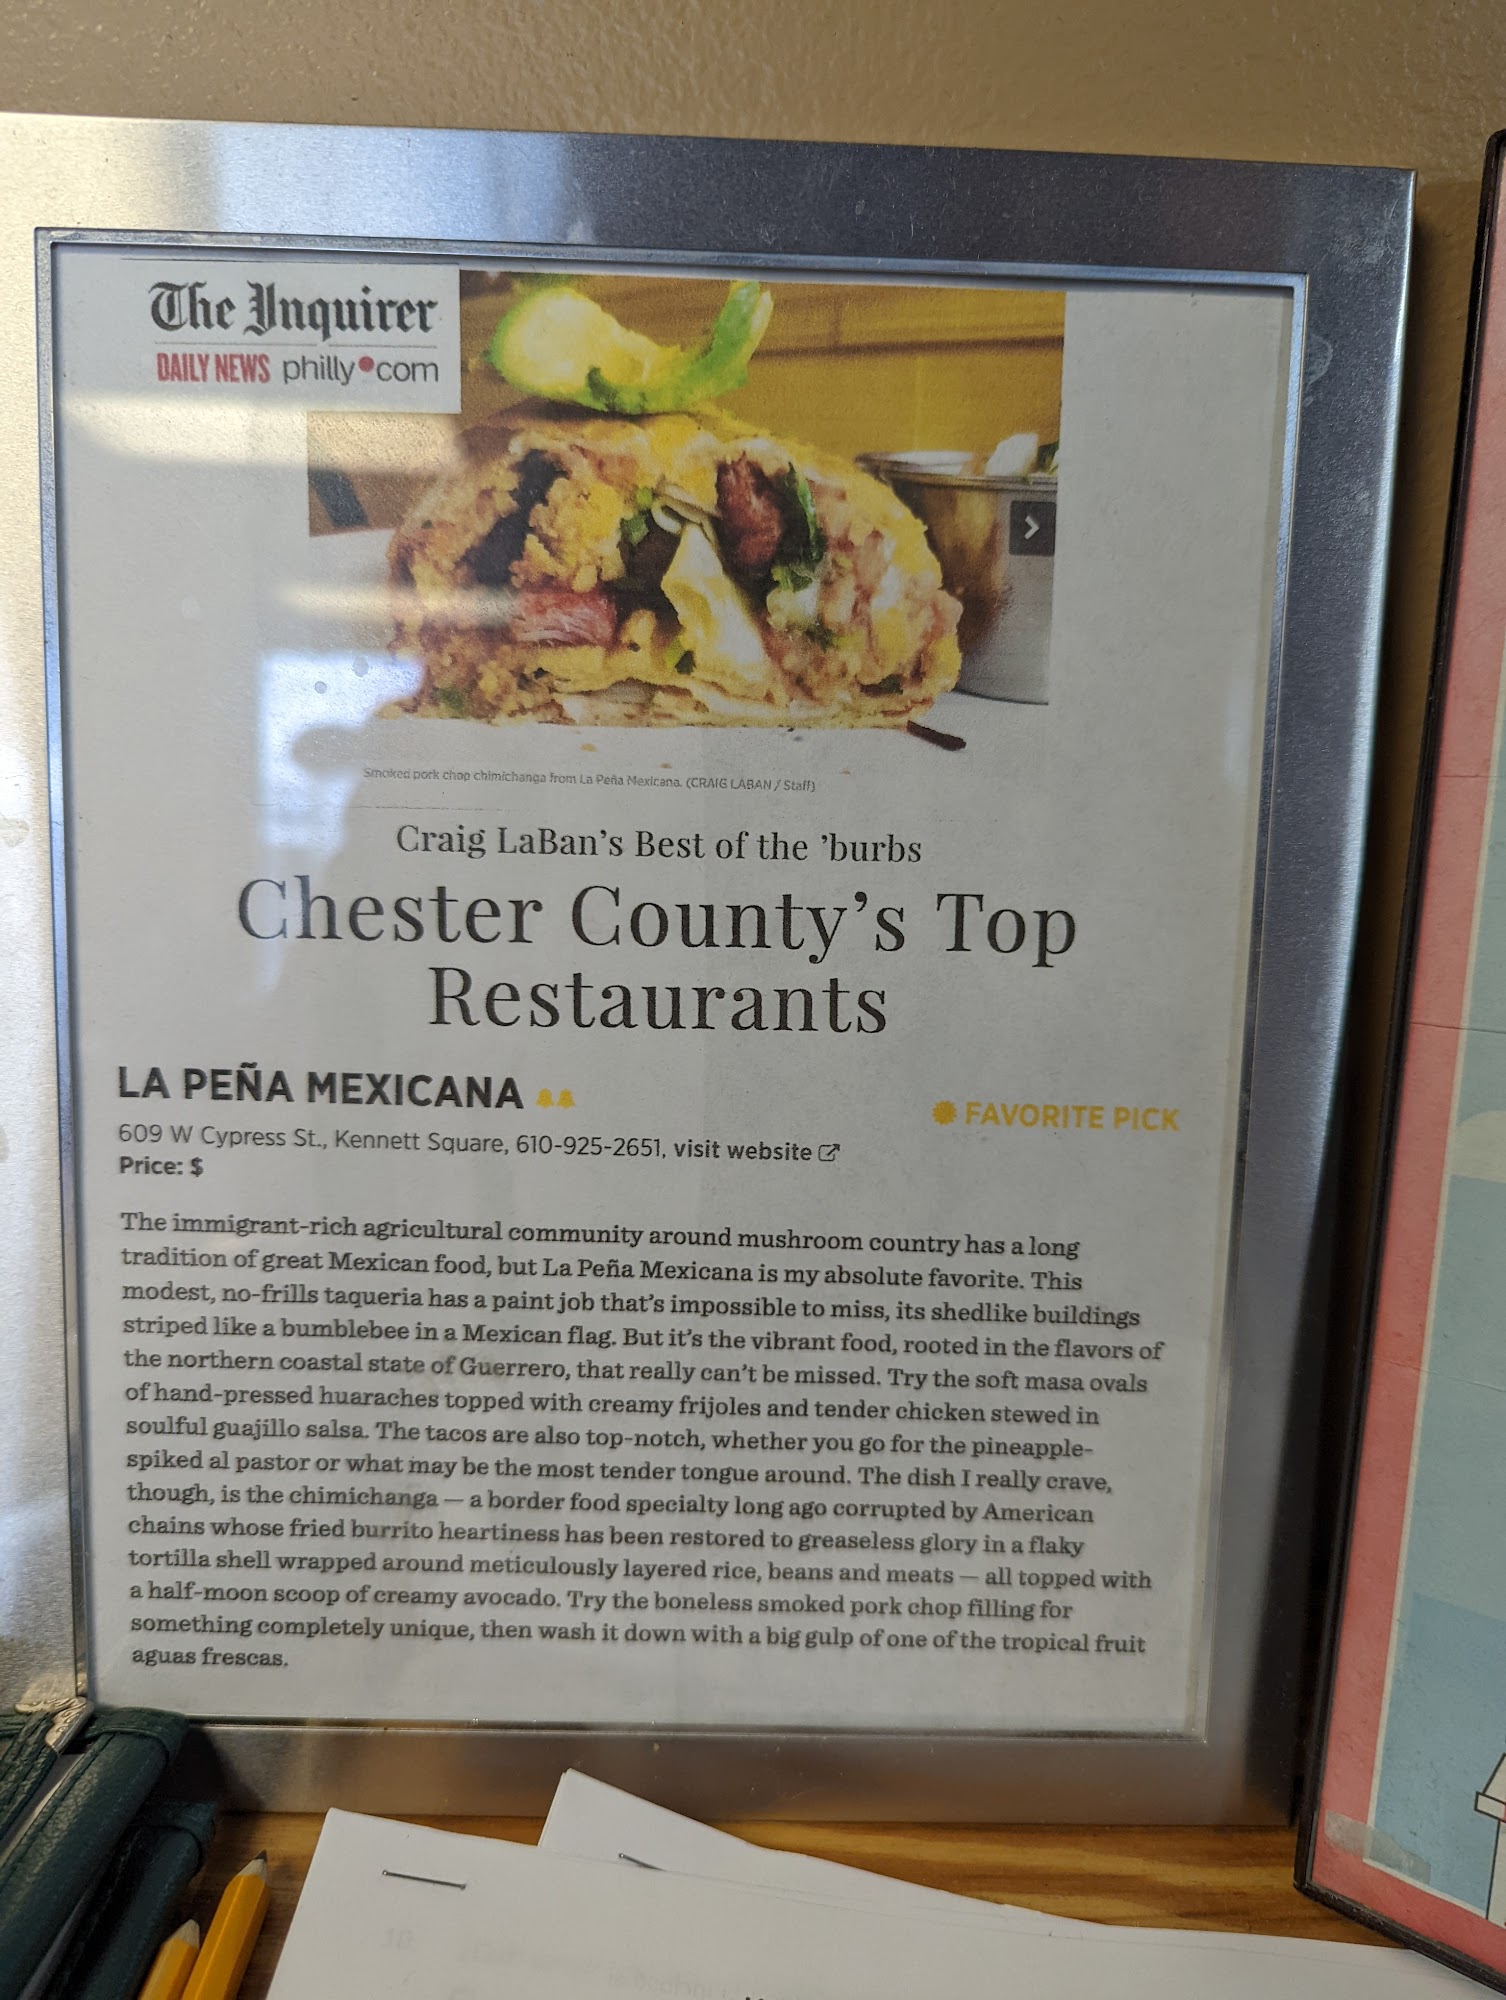 The Inquirer
DAILY NEWS philly.com
Smoked pork chop chimichanga from La Peña Mexicana. (CRAIG LABAN / Staff)
Craig LaBan's Best of the 'burbs
Chester County's Top
Restaurants
LA PEÑA MEXICANA
FAVORITE PICK
609 W Cypress St., Kennett Square, 610-925-2651, visit website
Price: $
The immigrant-rich agricultural community around mushroom country has a long
tradition of great Mexican food, but La Peña Mexicana is my absolute favorite. This
modest, no-frills taqueria has a paint job that's impossible to miss, its shedlike buildings
striped like a bumblebee in a Mexican flag. But it's the vibrant food, rooted in the flavors of
the northern coastal state of Guerrero, that really can't be missed. Try the soft masa ovals
of hand-pressed huaraches topped with creamy frijoles and tender chicken stewed in
soulful guajillo salsa. The tacos are also top-notch, whether you go for the pineapple-
spiked al pastor or what may be the most tender tongue around. The dish I really crave,
though, is the chimichanga — a border food specialty long ago corrupted by American
chains whose fried burrito heartiness has been restored to greaseless glory in a flaky
tortilla shell wrapped around meticulously layered rice, beans and meats — all topped with
a half-moon scoop of creamy avocado. Try the boneless smoked pork chop filling for
something completely unique, then wash it down with a big gulp of one of the tropical fruit
aguas frescas.